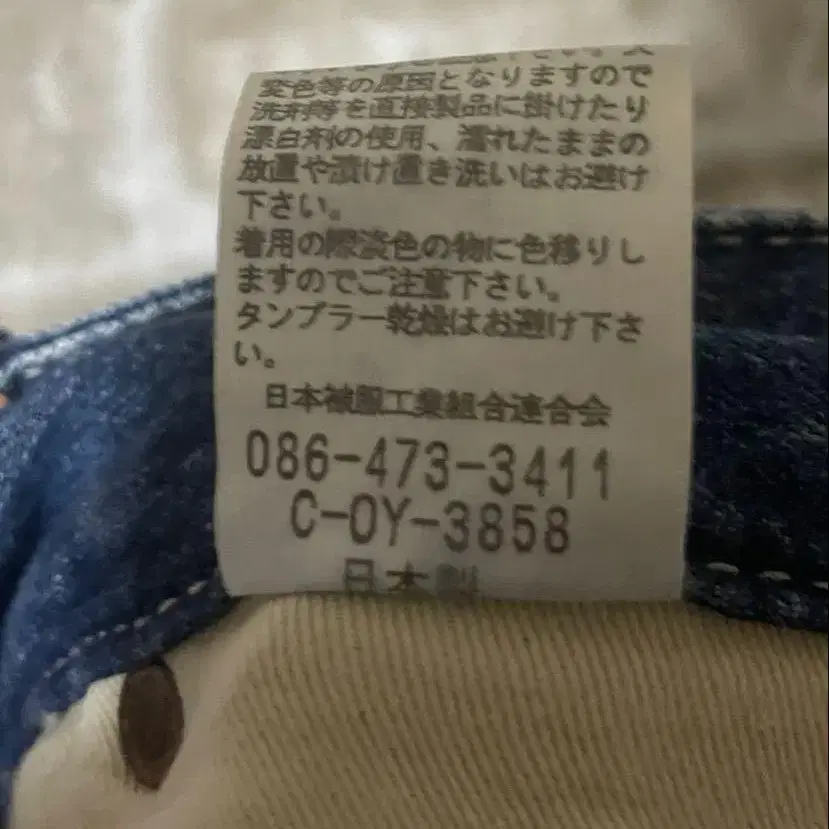 変色等の原因となりますので
洗剤等を直接製品に掛けたり
漂白剤の使用、濡れたままの
放置や漬け置き洗いはお避け
下さい。
着用の際淡色の物に色移りし
ますのでご注意下さい。
タンブラー乾燥はお避け下さ
い。
日本被服工業組合連合会
086-473-3411
C-OY-3858
日本製